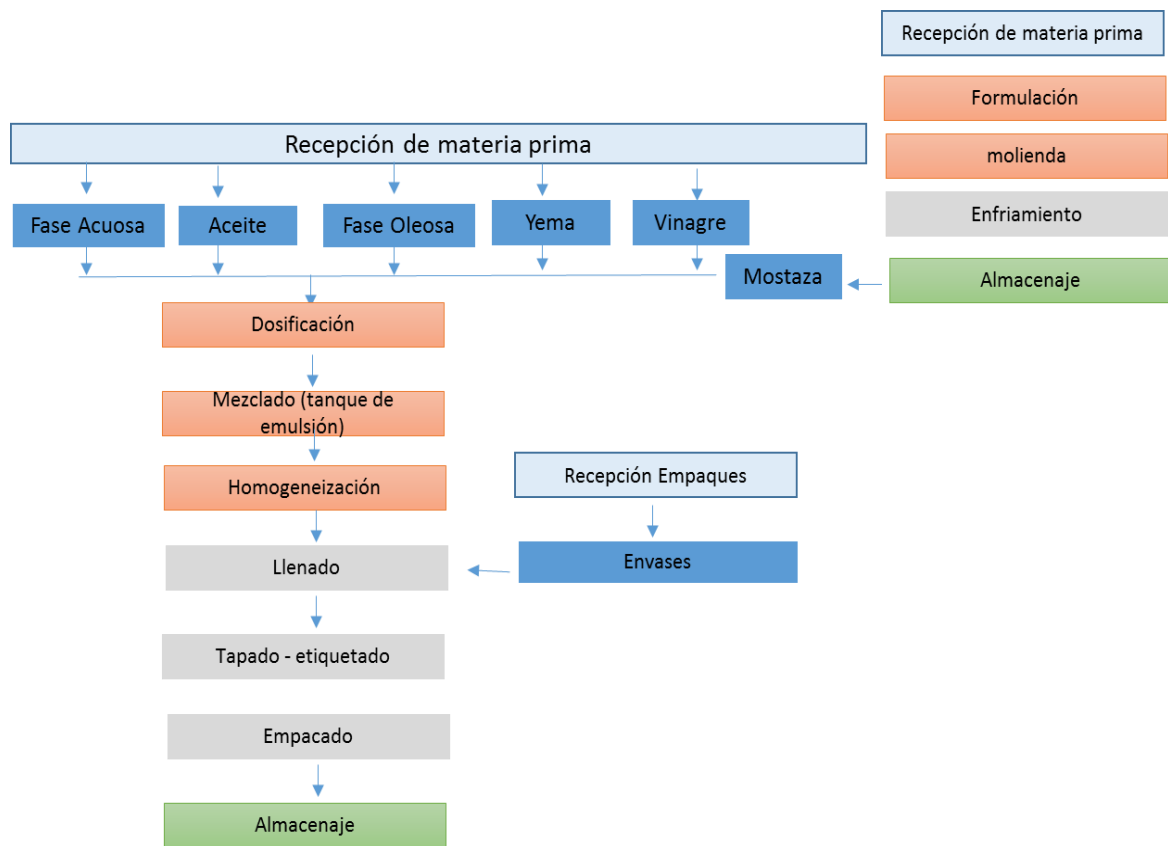 Recepción de materia prima
Formulación
molienda
Enfriamiento
Almacenaje
Recepción de materia prima
Fase Acuosa
Aceite
Fase Oleosa
Yema
Vinagre
Mostaza
Dosificación
Mezclado (tanque de
emulsión)
Homogeneización
Recepción Empaques
Llenado
Envases
Tapado - etiquetado
Empacado
Almacenaje